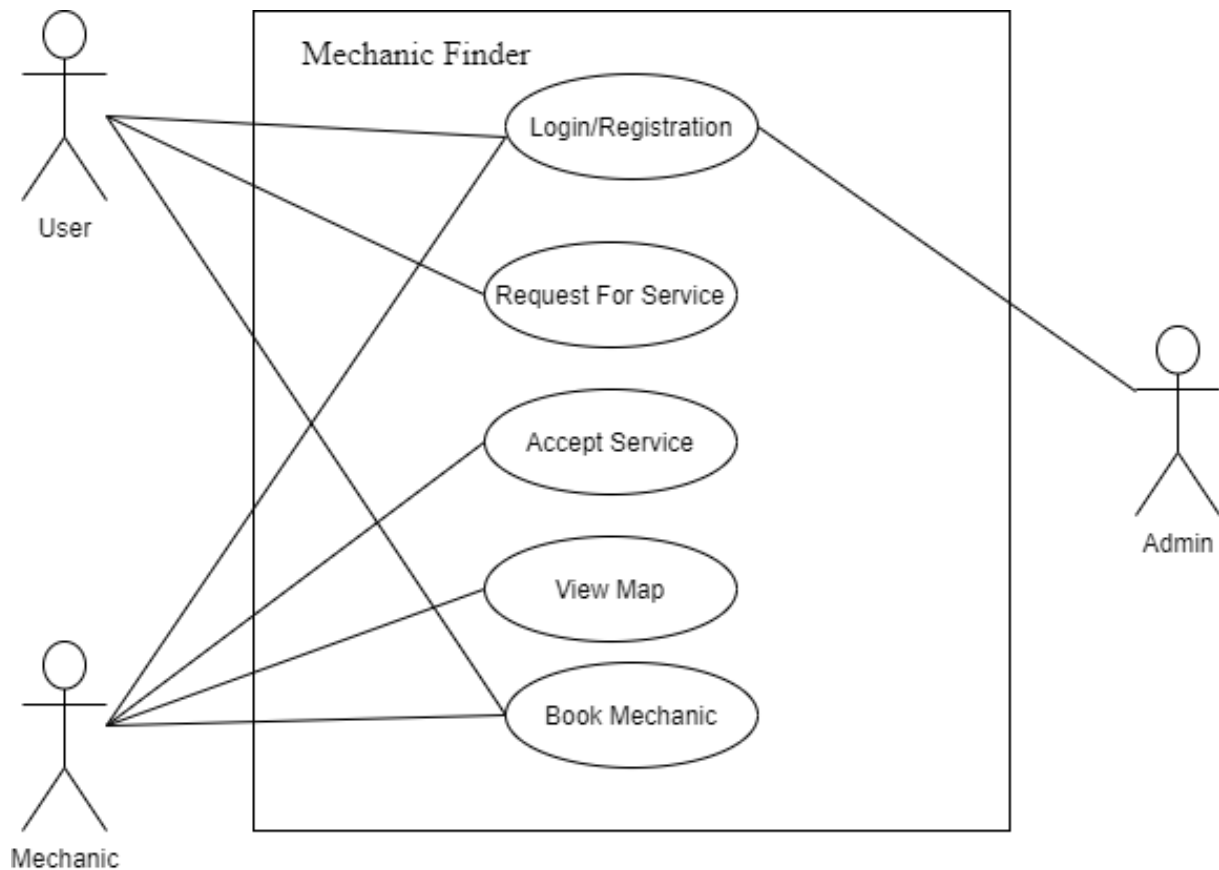 Mechanic Finder
Login/Registration
User
Request For Service
Accept Service
Admin
View Map
Book Mechanic
Mechanic